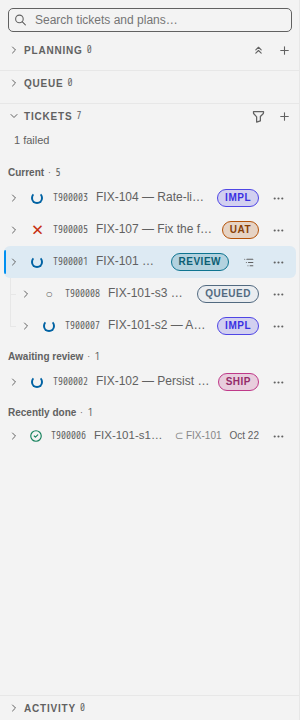 Search tickets and plans…
PLANNING 0
QUEUE 0
TICKETS 7
1 failed
Current · 5
T900003 FIX-104 — Rate-li… IMPL
T900005 FIX-107 — Fix the f… UAT
T900001 FIX-101 … REVIEW
T900008 FIX-101-s3 … QUEUED
T900007 FIX-101-s2 — A… IMPL
Awaiting review · 1
T900002 FIX-102 — Persist … SHIP
Recently done · 1
T900006 FIX-101-s1… ⊂ FIX-101 Oct 22
ACTIVITY 0